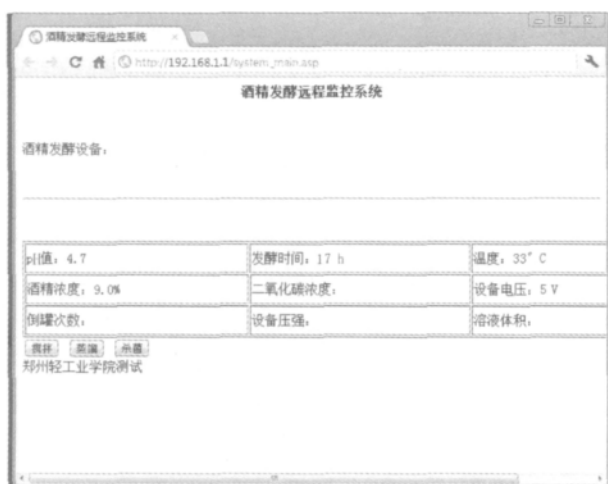 酒精发酵远程监控系统
http://192.168.1.1/system_main.asp
酒精发酵远程监控系统
酒精发酵设备：
pH值：4.7 发酵时间：17 h 温度：33° C
酒精浓度：9.0% 二氧化碳浓度： 设备电压：5 V
倒罐次数： 设备压强： 溶液体积：
搅拌
郑州轻工业学院测试